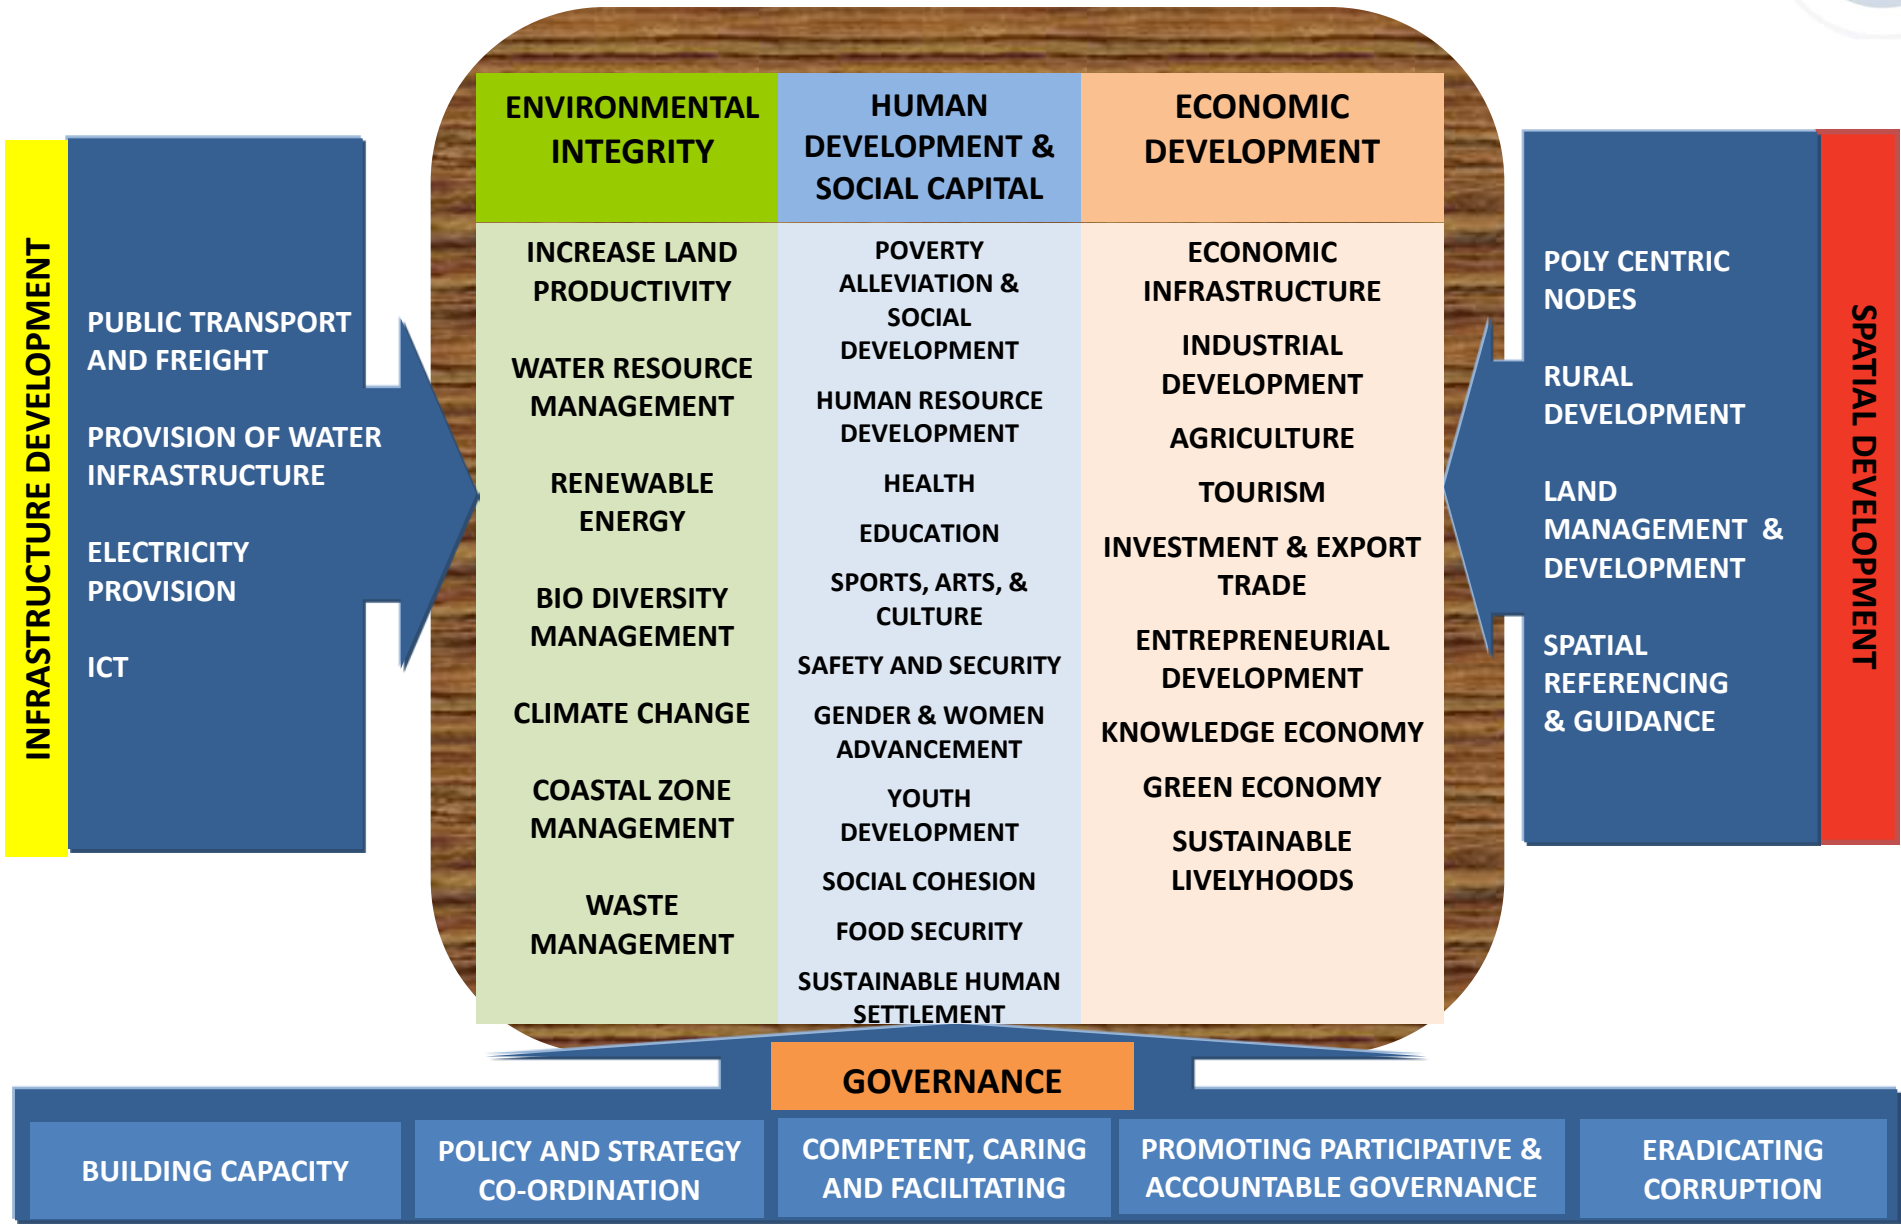 INFRASTRUCTURE DEVELOPMENT
PUBLIC TRANSPORT
AND FREIGHT
PROVISION OF WATER
INFRASTRUCTURE
ELECTRICITY
PROVISION
ICT
ENVIRONMENTAL
INTEGRITY
INCREASE LAND
PRODUCTIVITY
WATER RESOURCE
MANAGEMENT
RENEWABLE
ENERGY
BIO DIVERSITY
MANAGEMENT
CLIMATE CHANGE
COASTAL ZONE
MANAGEMENT
WASTE
MANAGEMENT
HUMAN
DEVELOPMENT &
SOCIAL CAPITAL
POVERTY
ALLEVIATION &
SOCIAL
DEVELOPMENT
HUMAN RESOURCE
DEVELOPMENT
HEALTH
EDUCATION
SPORTS, ARTS, &
CULTURE
SAFETY AND SECURITY
GENDER & WOMEN
ADVANCEMENT
YOUTH
DEVELOPMENT
SOCIAL COHESION
FOOD SECURITY
SUSTAINABLE HUMAN
SETTLEMENT
ECONOMIC
DEVELOPMENT
ECONOMIC
INFRASTRUCTURE
INDUSTRIAL
DEVELOPMENT
AGRICULTURE
TOURISM
INVESTMENT & EXPORT
TRADE
ENTREPRENEURIAL
DEVELOPMENT
KNOWLEDGE ECONOMY
GREEN ECONOMY
SUSTAINABLE
LIVELYHOODS
POLY CENTRIC
NODES
RURAL
DEVELOPMENT
LAND
MANAGEMENT &
DEVELOPMENT
SPATIAL
REFERENCING
& GUIDANCE
SPATIAL DEVELOPMENT
GOVERNANCE
BUILDING CAPACITY
POLICY AND STRATEGY
CO-ORDINATION
COMPETENT, CARING
AND FACILITATING
PROMOTING PARTICIPATIVE &
ACCOUNTABLE GOVERNANCE
ERADICATING
CORRUPTION